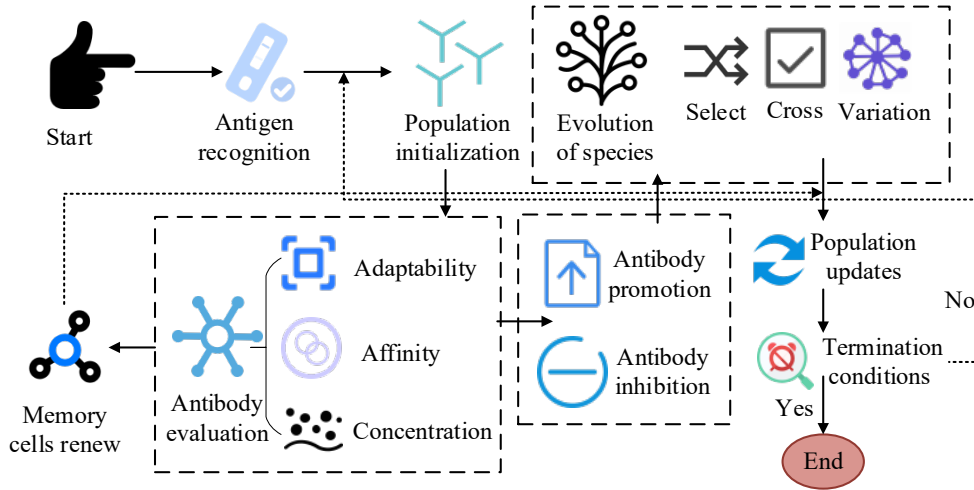 Start
Antigen
recognition
Population
initialization
Evolution
of species
Select
Cross
Variation
Memory
cells renew
Antibody
evaluation
Adaptability
Affinity
Concentration
Antibody
promotion
Antibody
inhibition
Population
updates
No
Termination
conditions
Yes
End